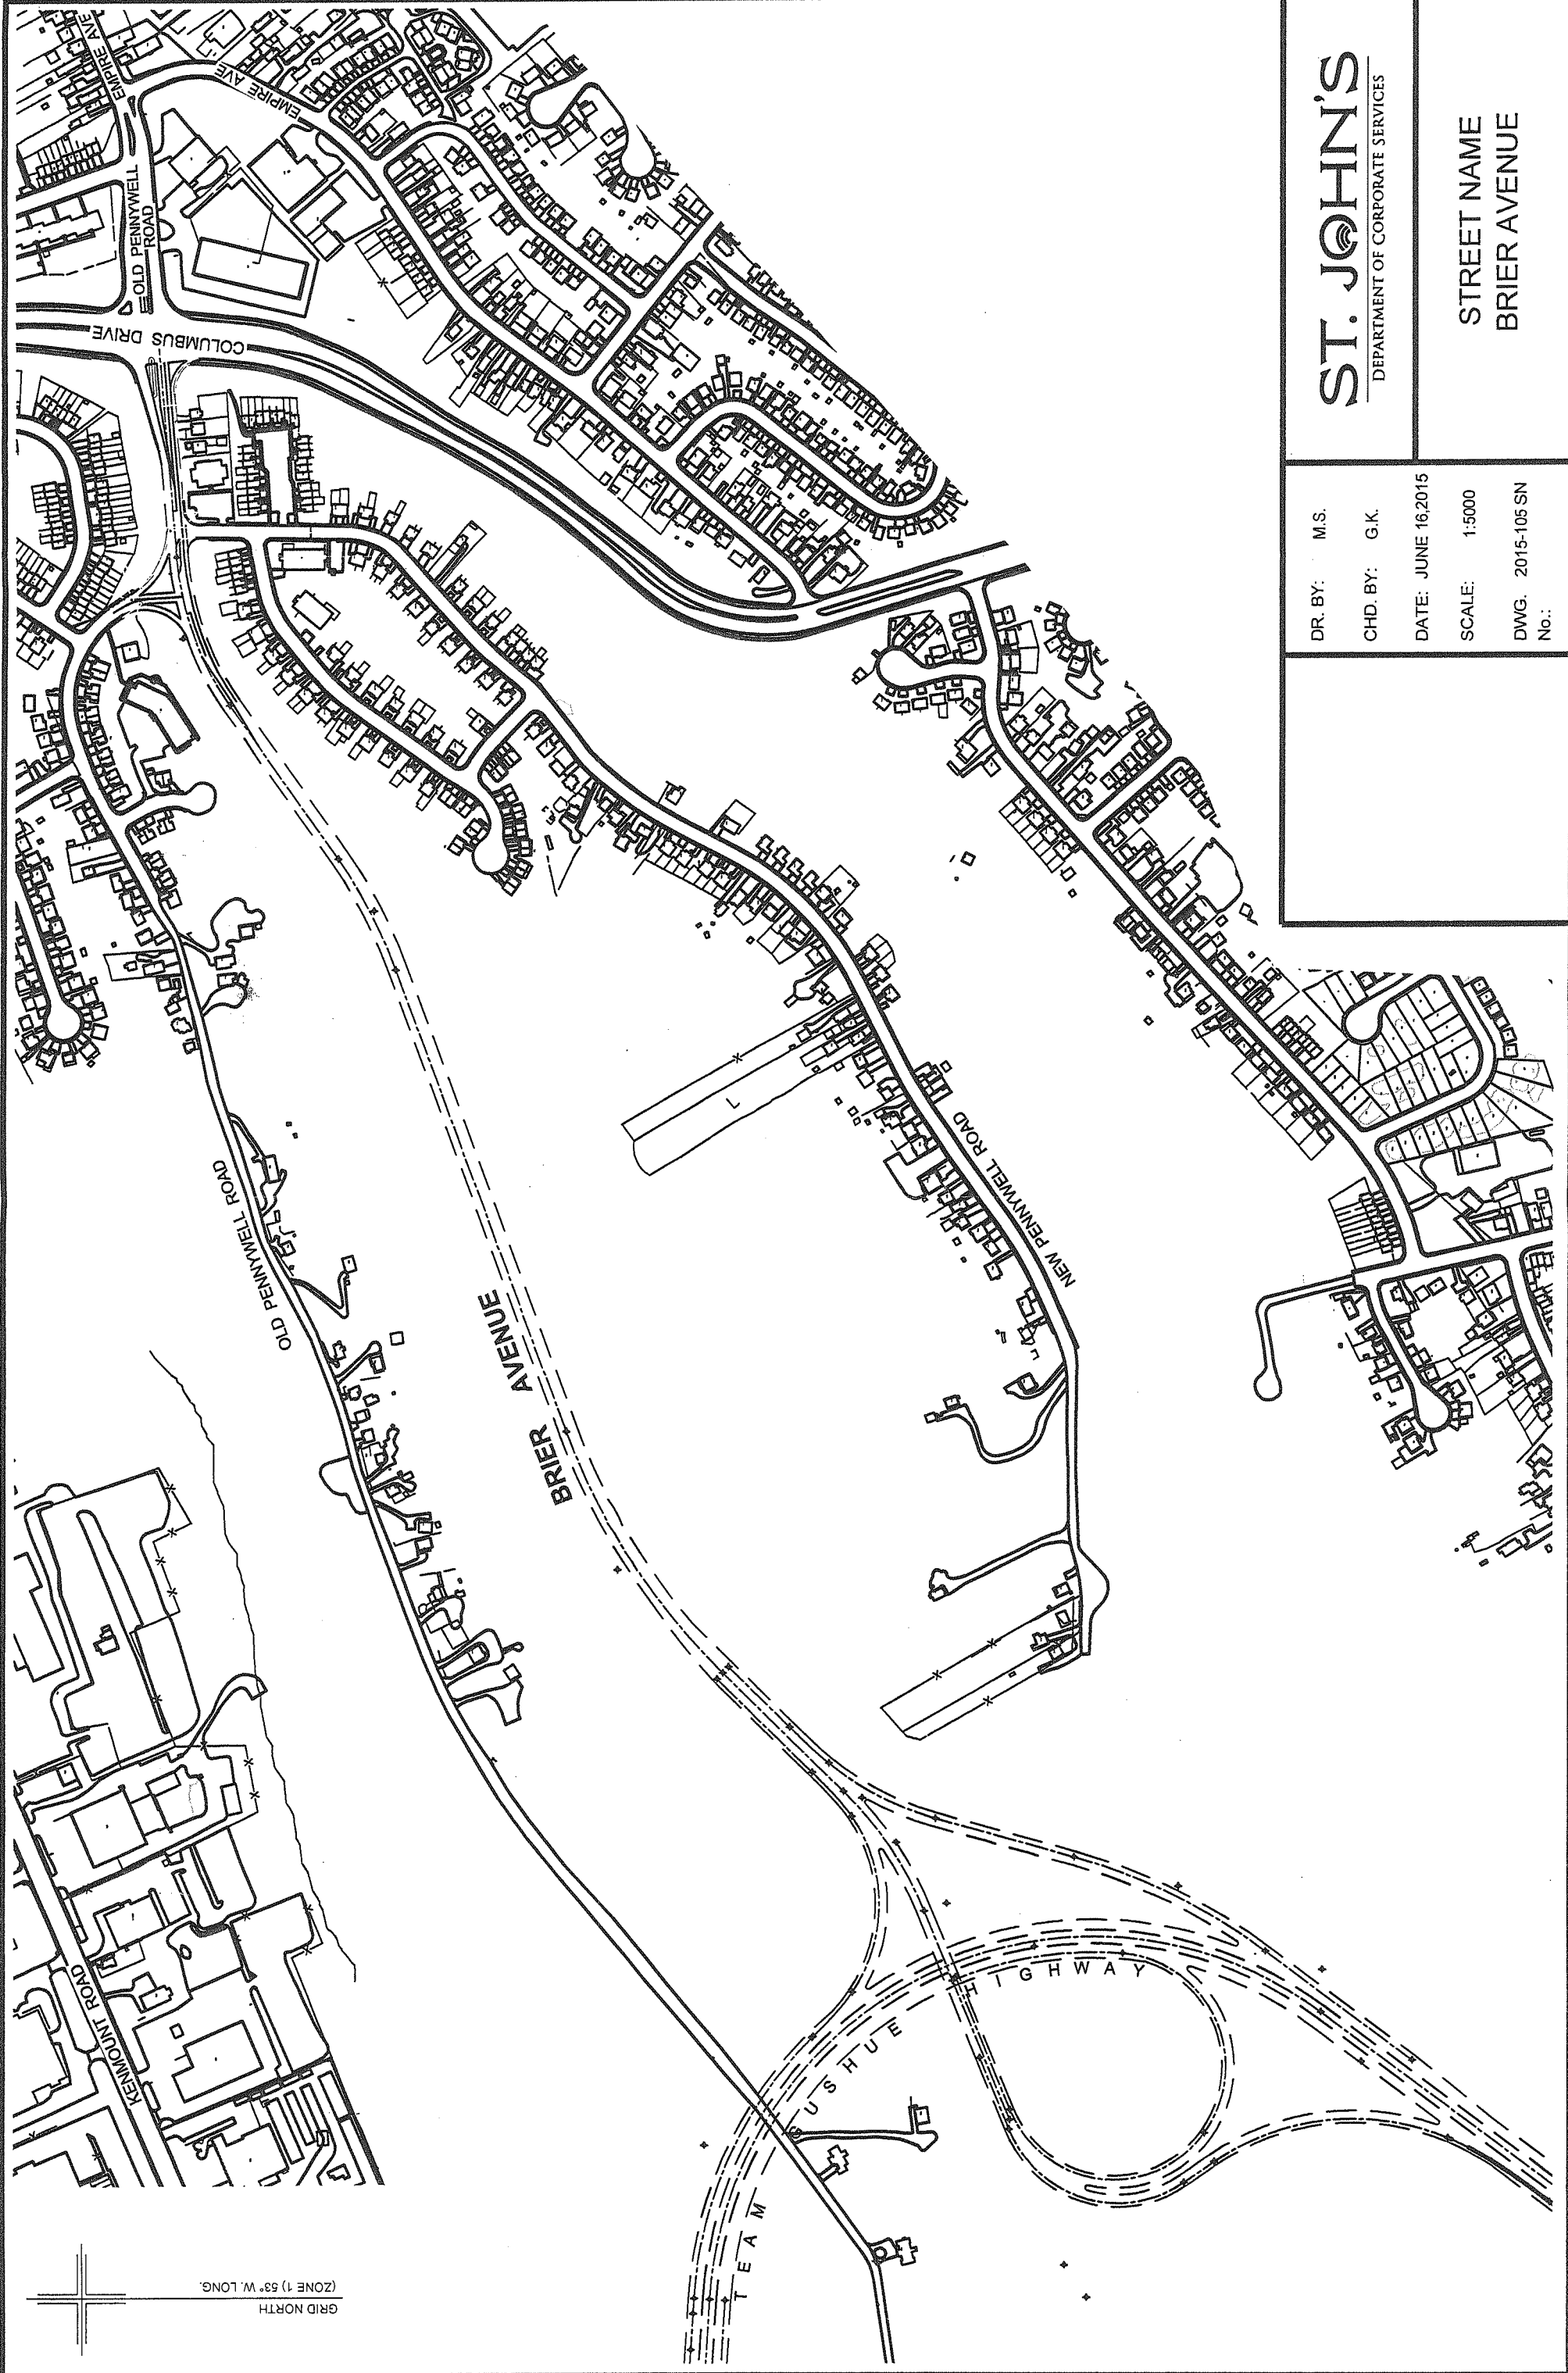 EMPIRE AVE
EMPIRE AVE
OLD PENNYWELL
ROAD
COLUMBUS DRIVE
OLD PENNYWELL ROAD
BRIER AVENUE
NEW PENNYWELL ROAD
KENMOUNT ROAD
TEAM GUSHUE HIGHWAY
GRID NORTH
(ZONE 1) 53° W. LONG.
ST. JOHN'S
DEPARTMENT OF CORPORATE SERVICES
STREET NAME
BRIER AVENUE
DR. BY: M.S.
CHD. BY: G.K.
DATE: JUNE 16,2015
SCALE: 1:5000
DWG. 2015-105SN
No.:
L